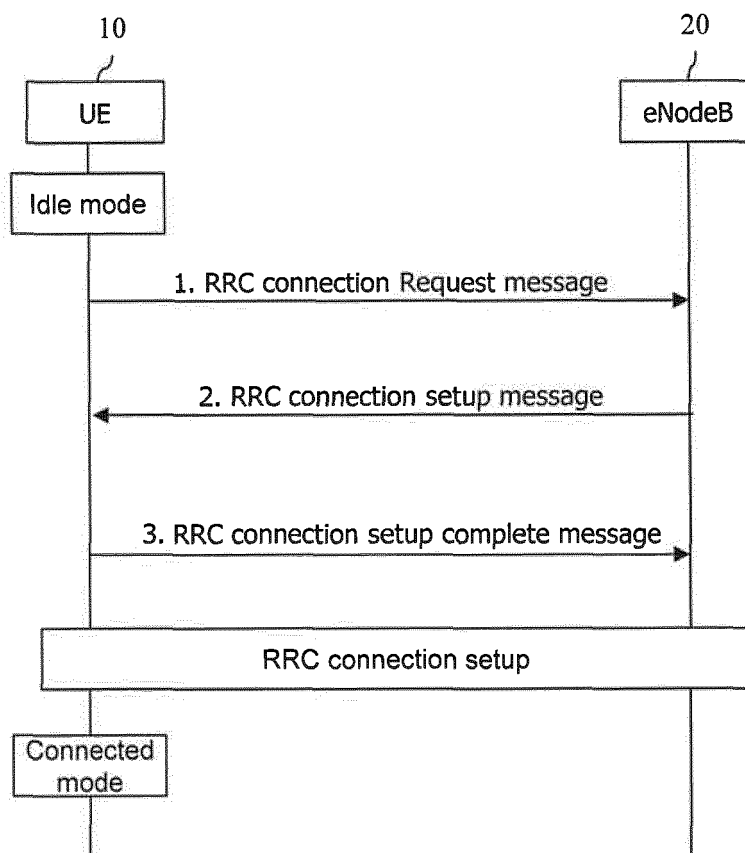 10
20
UE
eNodeB
Idle mode
1. RRC connection Request message
2. RRC connection setup message
3. RRC connection setup complete message
RRC connection setup
Connected
mode